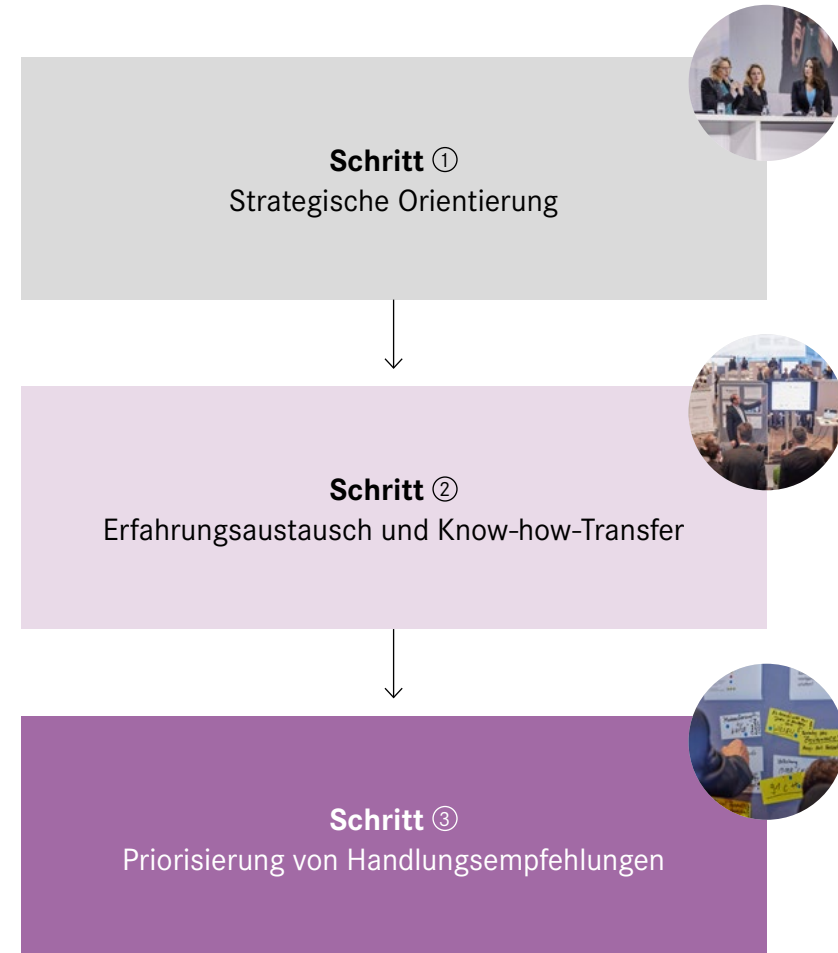 Schritt ①
Strategische Orientierung
Schritt ②
Erfahrungsaustausch und Know-how-Transfer
Schritt ③
Priorisierung von Handlungsempfehlungen